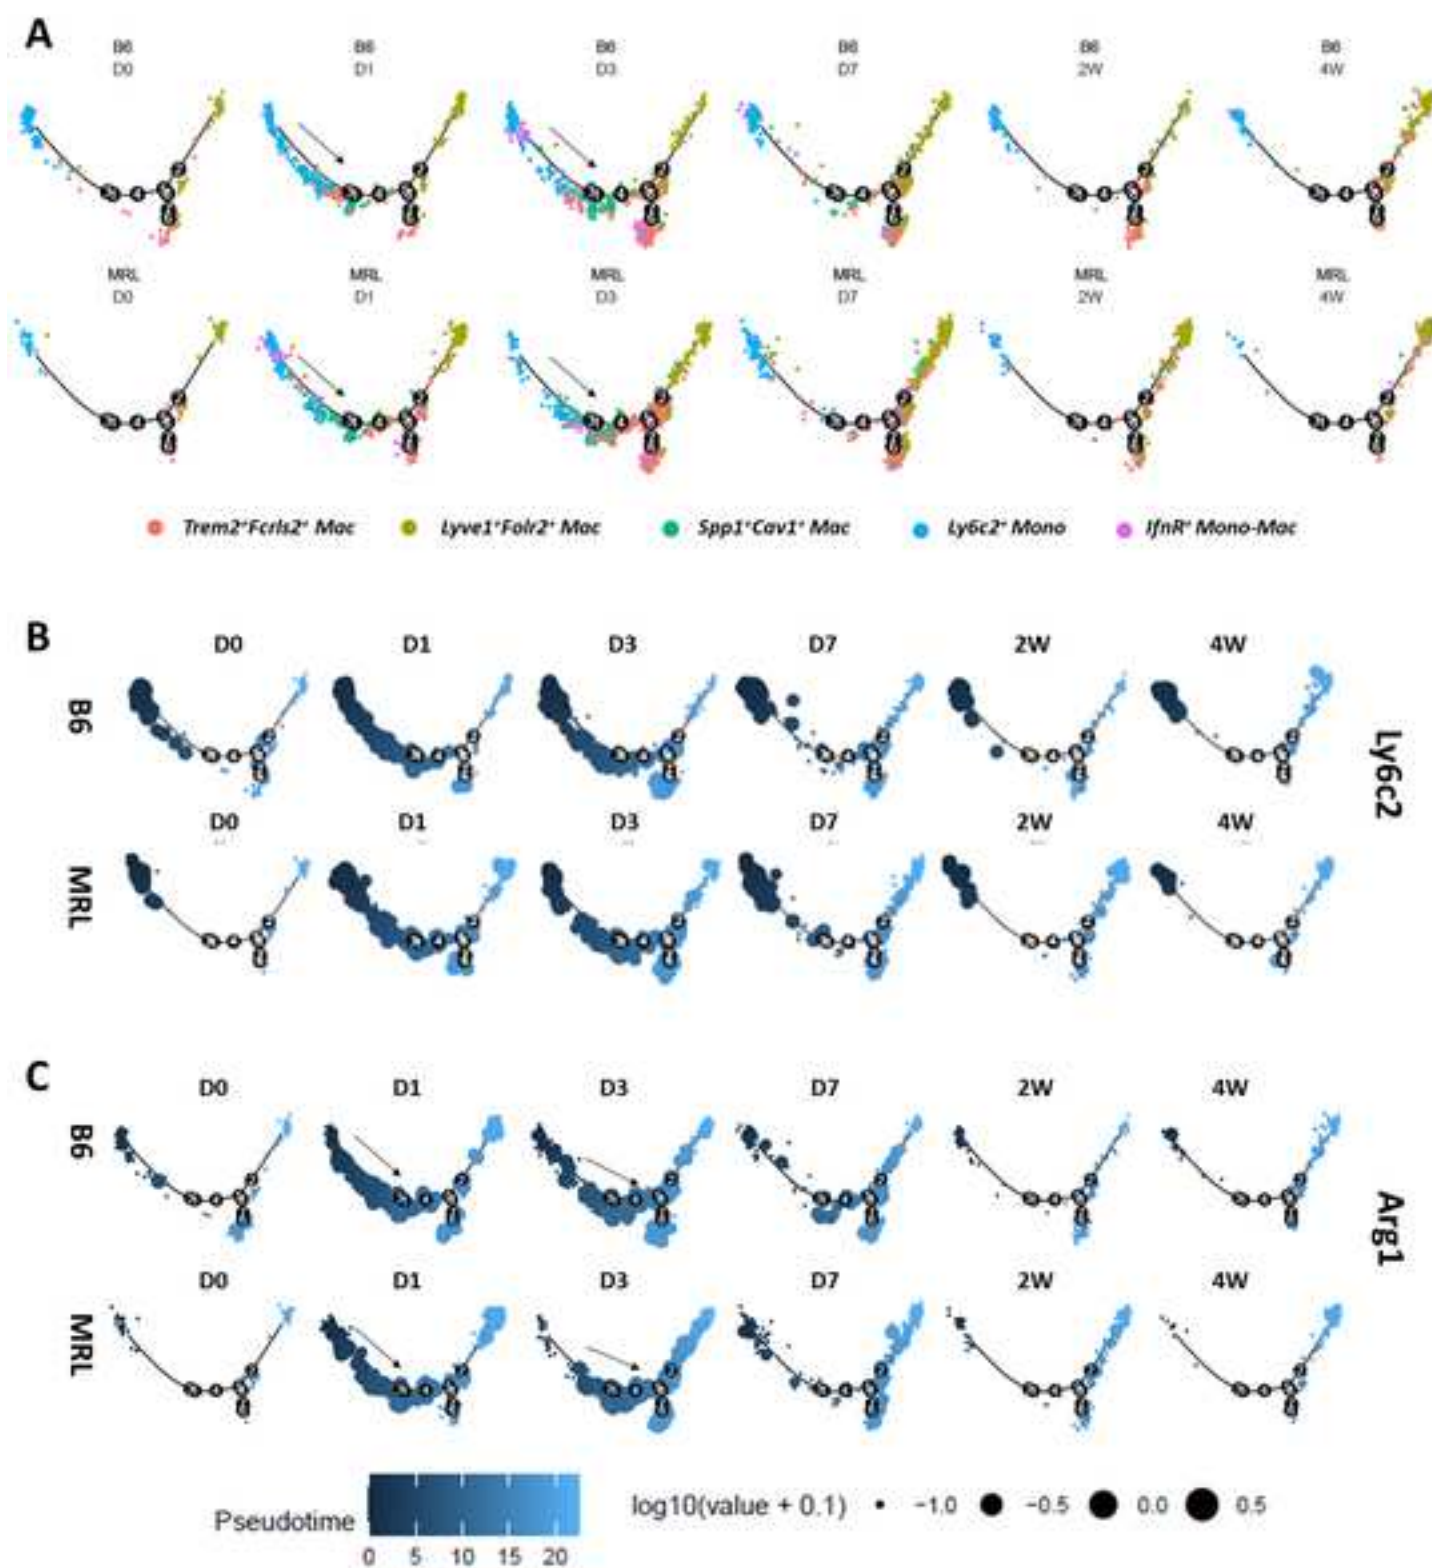 A
B6 B6 B6 B6 B6 B6
D0 D1 D3 D7 2W 4W
MRL MRL MRL MRL MRL MRL
D0 D1 D3 D7 2W 4W
Trem2⁺Fcrls2⁺ Mac Lyve1⁺Folr2⁺ Mac Spp1⁺Cav1⁺ Mac Ly6c2⁺ Mono IfnR⁺ Mono-Mac
B
D0 D1 D3 D7 2W 4W
B6
Ly6c2
D0 D1 D3 D7 2W 4W
MRL
C
D0 D1 D3 D7 2W 4W
B6
Arg1
D0 D1 D3 D7 2W 4W
MRL
Pseudotime
0 5 10 15 20
log10(value + 0.1) −1.0 −0.5 0.0 0.5